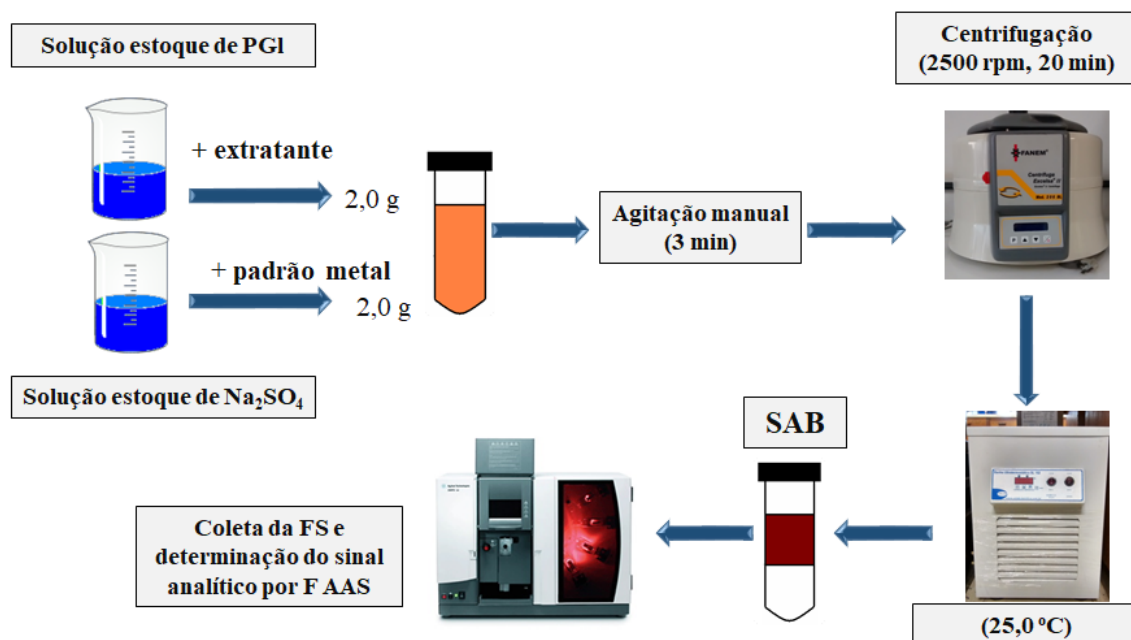 Solução estoque de PGl
+ extratante
2,0 g
+ padrão metal
2,0 g
Solução estoque de Na₂SO₄
Agitação manual
(3 min)
Centrifugação
(2500 rpm, 20 min)
FANEM
Centrífuga
(25,0 ºC)
SAB
Coleta da FS e
determinação do sinal
analítico por F AAS